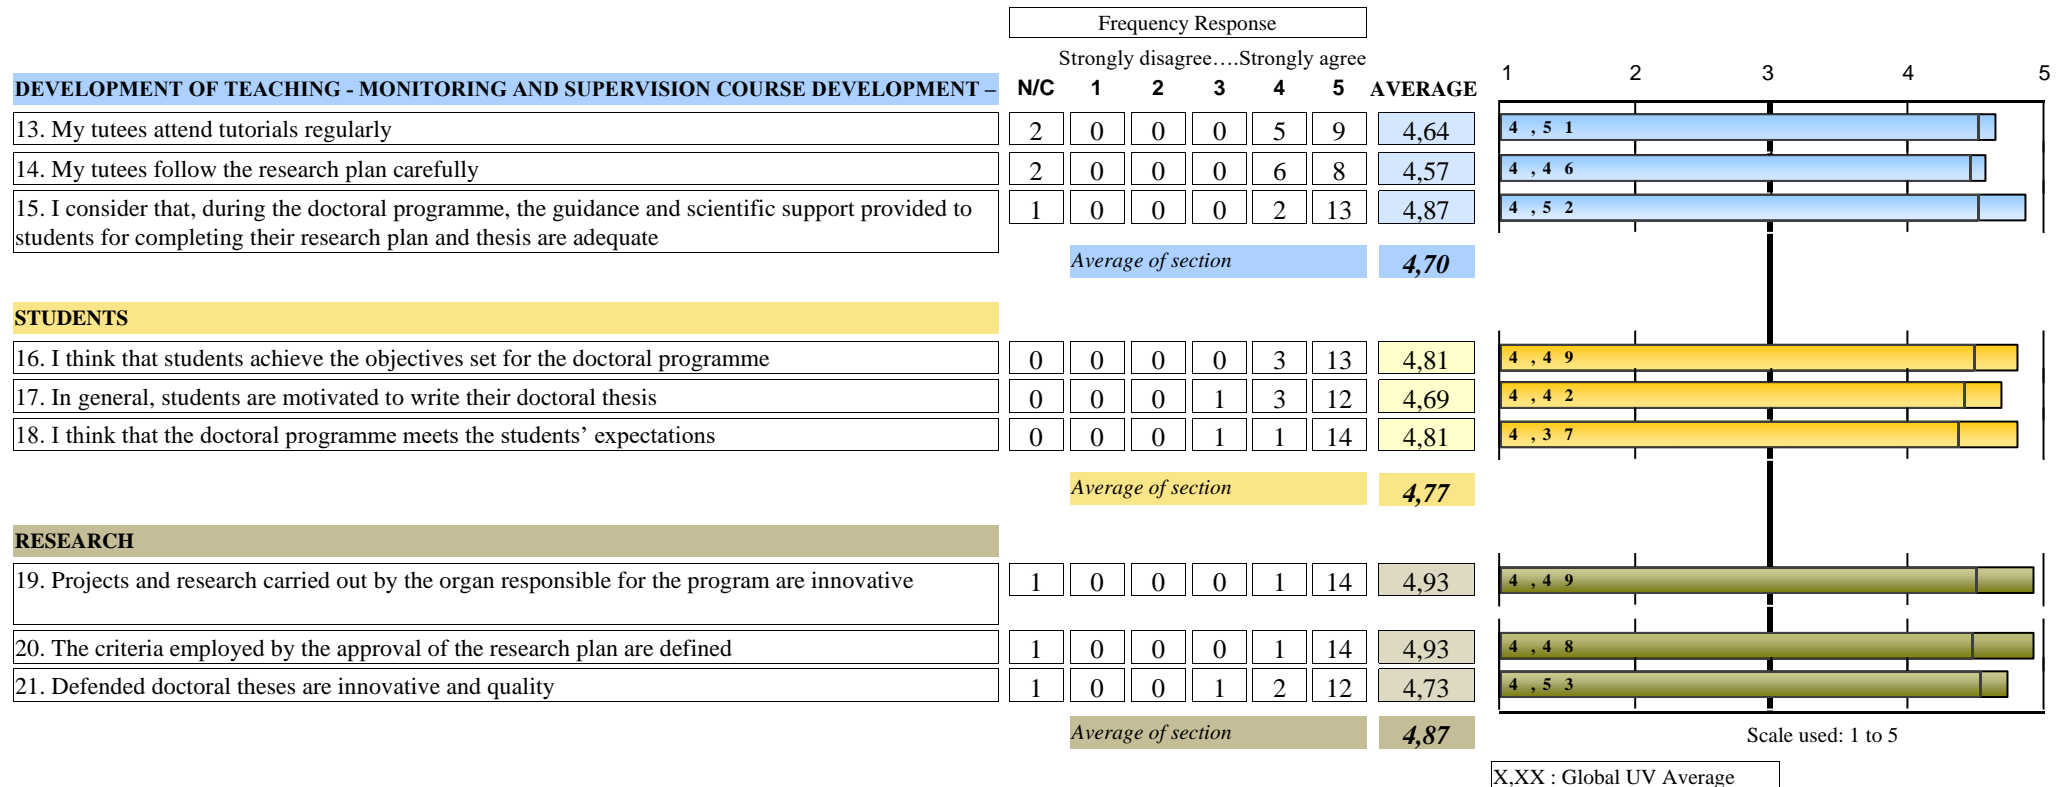 Frequency Response
Strongly disagree….Strongly agree
DEVELOPMENT OF TEACHING - MONITORING AND SUPERVISION COURSE DEVELOPMENT – N/C 1 2 3 4 5 AVERAGE 1 2 3 4 5
13. My tutees attend tutorials regularly 2 0 0 0 5 9 4,64 4,51
14. My tutees follow the research plan carefully 2 0 0 0 6 8 4,57 4,46
15. I consider that, during the doctoral programme, the guidance and scientific support provided to 1 0 0 0 2 13 4,87 4,52
students for completing their research plan and thesis are adequate
Average of section 4,70
STUDENTS
16. I think that students achieve the objectives set for the doctoral programme 0 0 0 0 3 13 4,81 4,49
17. In general, students are motivated to write their doctoral thesis 0 0 0 1 3 12 4,69 4,42
18. I think that the doctoral programme meets the students’ expectations 0 0 0 1 1 14 4,81 4,37
Average of section 4,77
RESEARCH
19. Projects and research carried out by the organ responsible for the program are innovative 1 0 0 0 1 14 4,93 4,49
20. The criteria employed by the approval of the research plan are defined 1 0 0 0 1 14 4,93 4,48
21. Defended doctoral theses are innovative and quality 1 0 0 1 2 12 4,73 4,53
Average of section 4,87
Scale used: 1 to 5
X,XX : Global UV Average